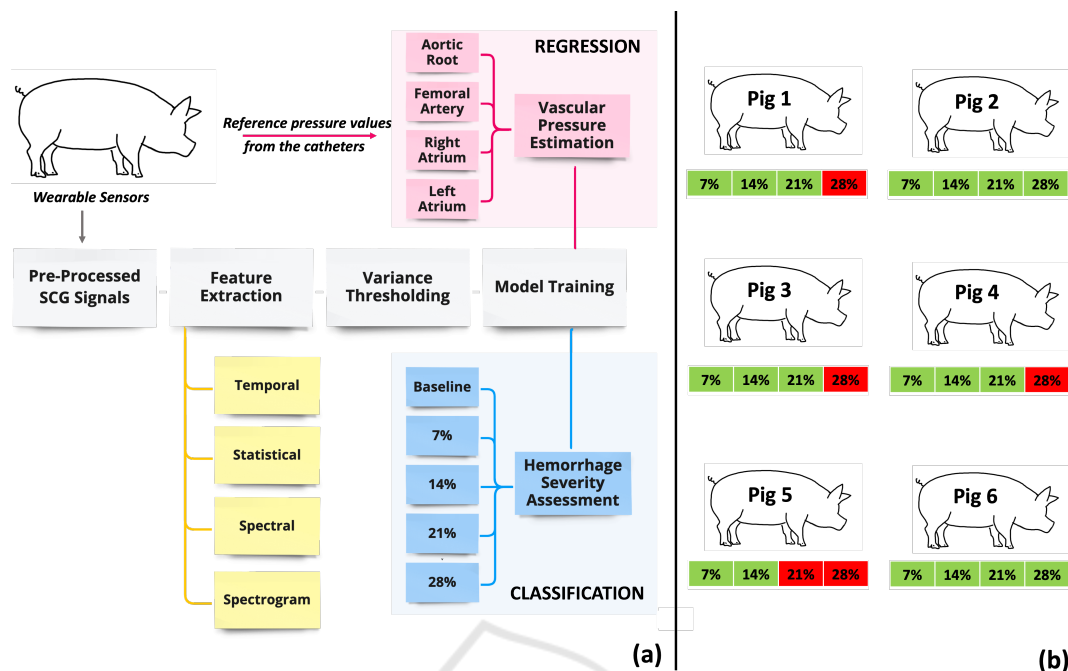 REGRESSION
Aortic
Root
Femoral
Artery
Right
Atrium
Left
Atrium
Vascular
Pressure
Estimation
Reference pressure values
from the catheters
Wearable Sensors
Pre-Processed
SCG Signals
Feature
Extraction
Variance
Thresholding
Model Training
Temporal
Statistical
Spectral
Spectrogram
Baseline
7%
14%
21%
28%
Hemorrhage
Severity
Assessment
CLASSIFICATION
(a)
Pig 1
7% 14% 21% 28%
Pig 2
7% 14% 21% 28%
Pig 3
7% 14% 21% 28%
Pig 4
7% 14% 21% 28%
Pig 5
7% 14% 21% 28%
Pig 6
7% 14% 21% 28%
(b)